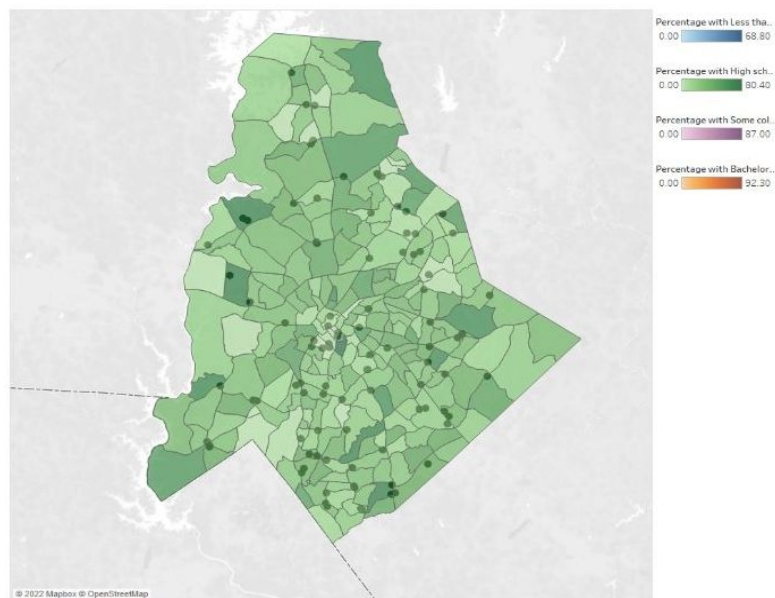 Percentage with Less tha..
0.00 68.80
Percentage with High sch..
0.00 80.40
Percentage with Some col..
0.00 87.00
Percentage with Bachelor..
0.00 92.30
© 2022 Mapbox © OpenStreetMap